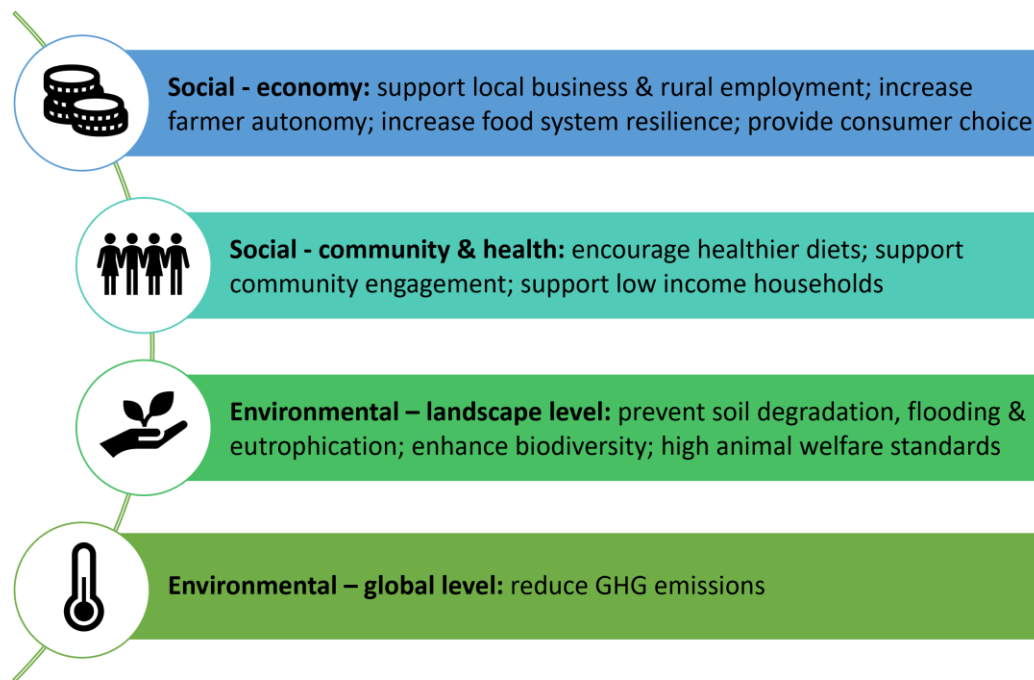 Social - economy: support local business & rural employment; increase
farmer autonomy; increase food system resilience; provide consumer choice
Social - community & health: encourage healthier diets; support
community engagement; support low income households
Environmental – landscape level: prevent soil degradation, flooding &
eutrophication; enhance biodiversity; high animal welfare standards
Environmental – global level: reduce GHG emissions